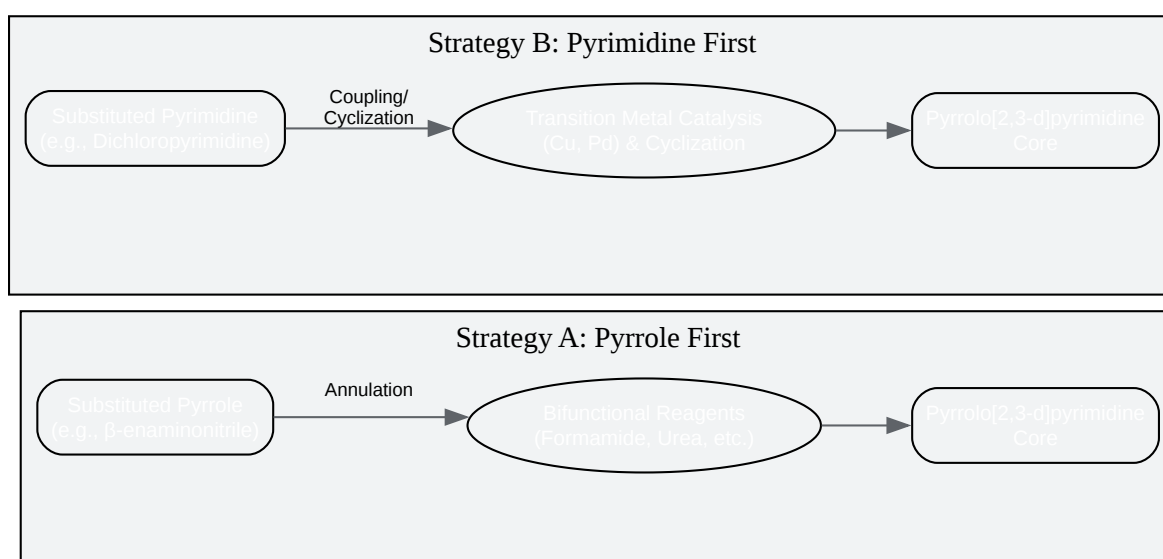 Strategy B: Pyrimidine First
Substituted Pyrimidine
(e.g., Dichloropyrimidine)
Coupling/
Cyclization
Transition Metal Catalysis
(Cu, Pd) & Cyclization
Pyrrolo[2,3-d]pyrimidine
Core
Strategy A: Pyrrole First
Substituted Pyrrole
(e.g., β-enaminonitrile)
Annulation
Bifunctional Reagents
(Formamide, Urea, etc.)
Pyrrolo[2,3-d]pyrimidine
Core